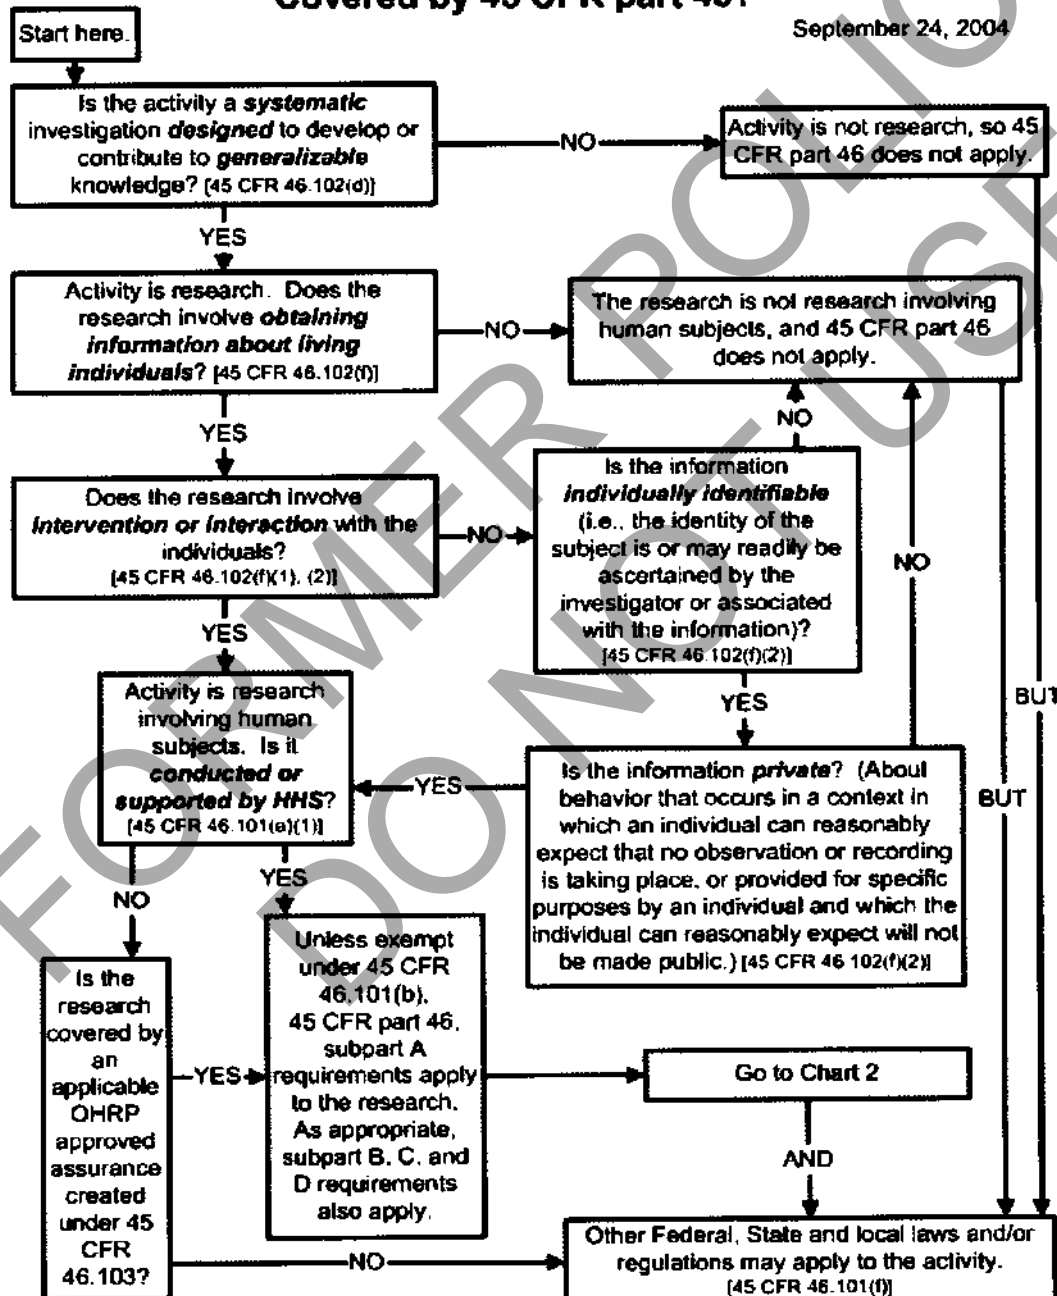 Covered by 45 CFR part 46?
September 24, 2004
Start here.
Is the activity a systematic
investigation designed to develop or
contribute to generalizable
knowledge? [45 CFR 46.102(d)]
NO
Activity is not research, so 45
CFR part 46 does not apply.
YES
Activity is research. Does the
research involve obtaining
information about living
individuals? [45 CFR 46.102(f)]
NO
The research is not research involving
human subjects, and 45 CFR part 46
does not apply.
YES
NO
Does the research involve
intervention or interaction with the
individuals?
[45 CFR 46.102(f)(1), (2)]
NO
Is the information
individually identifiable
(i.e., the identity of the
subject is or may readily be
ascertained by the
investigator or associated
with the information)?
[45 CFR 46.102(f)(2)]
NO
YES
YES
BUT
Activity is research
involving human
subjects. Is it
conducted or
supported by HHS?
[45 CFR 46.101(a)(1)]
YES
Is the information private? (About
behavior that occurs in a context in
which an individual can reasonably
expect that no observation or recording
is taking place, or provided for specific
purposes by an individual and which the
individual can reasonably expect will not
be made public.) [45 CFR 46.102(f)(2)]
BUT
NO
YES
Is the
research
covered by
an
applicable
OHRP
approved
assurance
created
under 45
CFR
46.103?
YES
Unless exempt
under 45 CFR
46.101(b),
45 CFR part 46,
subpart A
requirements apply
to the research.
As appropriate,
subpart B, C, and
D requirements
also apply.
Go to Chart 2
AND
NO
Other Federal, State and local laws and/or
regulations may apply to the activity.
[45 CFR 46.101(f)]
FORMER POLIC
DO NOT USE